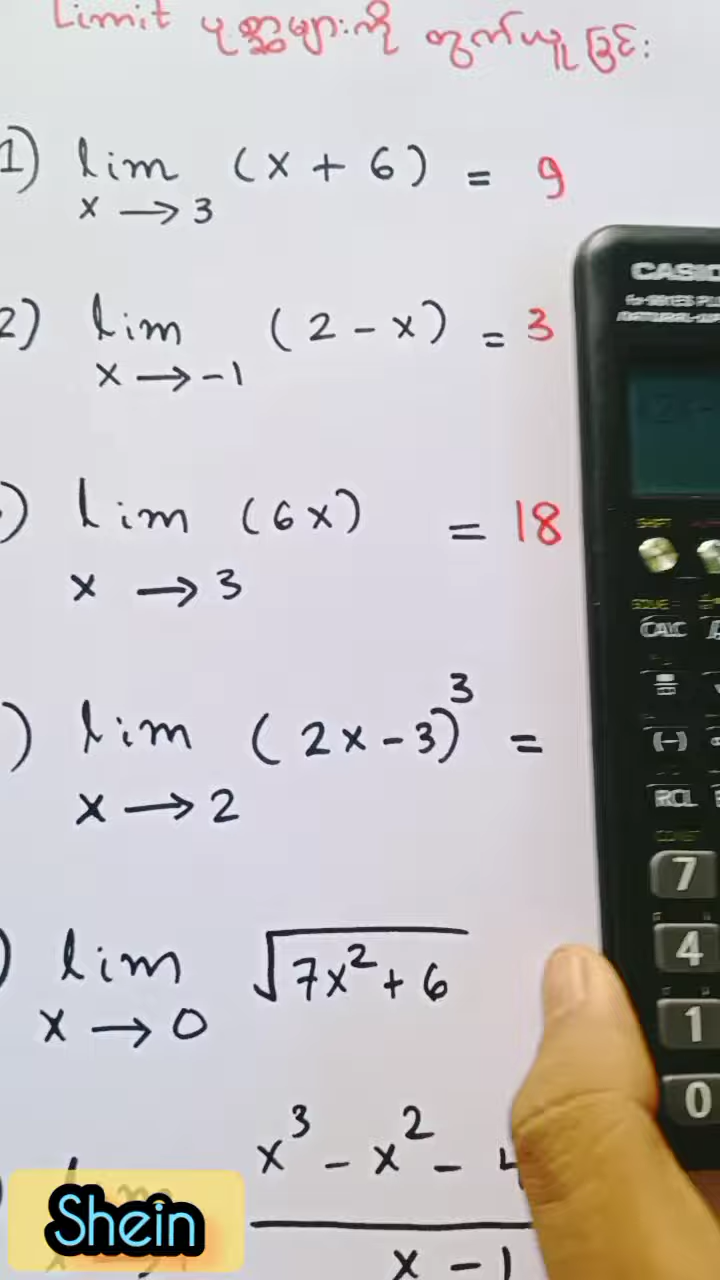 Limit ပုစ္ဆာများကို တွက်ယူခြင်း
1) lim (x + 6) = 9
x → 3
2) lim (2 - x) = 3
x → -1
) lim (6x) = 18
x → 3
) lim (2x - 3)³ =
x → 2
) lim √(7x² + 6)
x → 0
x³ - x² - 4
x - 1
Shein
CASIO
SHIFT
CALC
(-)
RCL
7
4
1
0